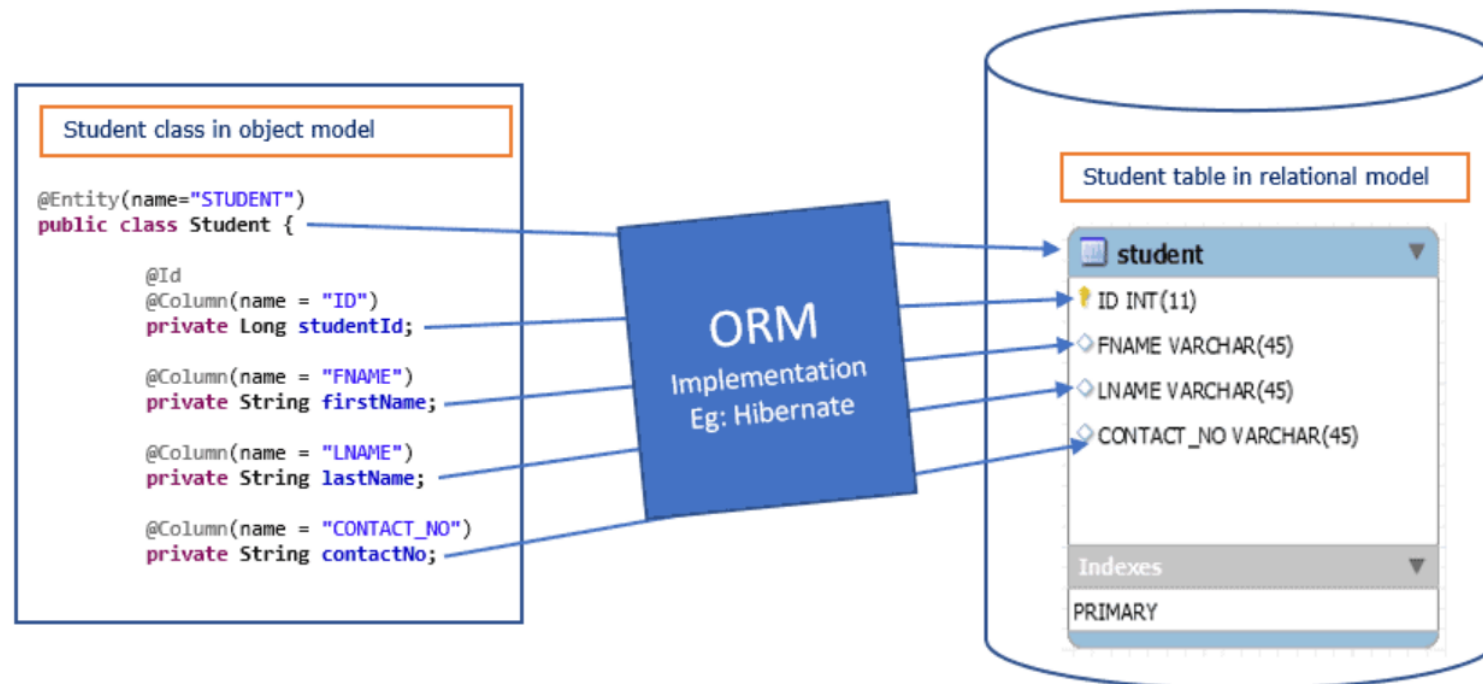 Student class in object model
@Entity(name="STUDENT")
public class Student {
@Id
@Column(name = "ID")
private Long studentId;
@Column(name = "FNAME")
private String firstName;
@Column(name = "LNAME")
private String lastName;
@Column(name = "CONTACT_NO")
private String contactNo;
ORM
Implementation
Eg: Hibernate
Student table in relational model
student
ID INT(11)
FNAME VARCHAR(45)
LNAME VARCHAR(45)
CONTACT_NO VARCHAR(45)
Indexes
PRIMARY